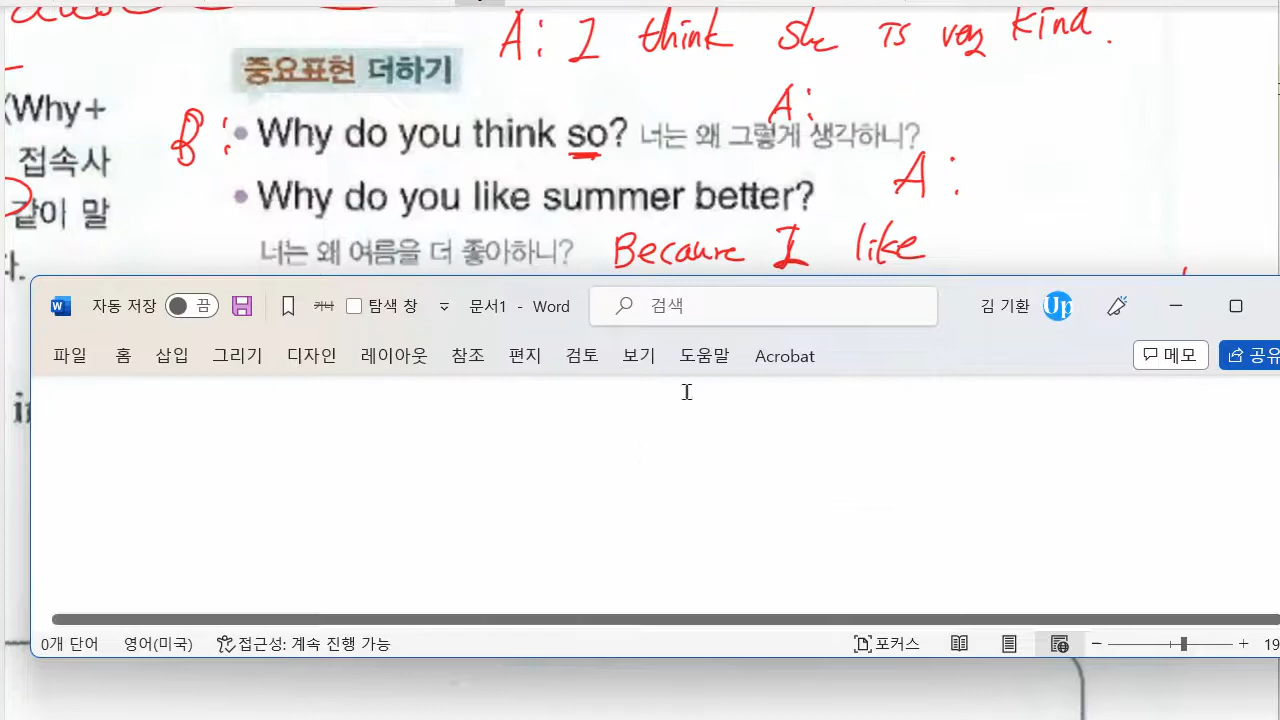 A: I think she is very kind.
중요표현 더하기
(Why+
A:
B: • Why do you think so? 너는 왜 그렇게 생각하니?
접속사
A:
• Why do you like summer better?
같이 말
너는 왜 여름을 더 좋아하니? Because I like
다.
자동 저장 끔 탐색 창 문서1 - Word 검색 김 기환 Up
파일 홈 삽입 그리기 디자인 레이아웃 참조 편지 검토 보기 도움말 Acrobat 메모 공유
0개 단어 영어(미국) 접근성: 계속 진행 가능 포커스 - + 19